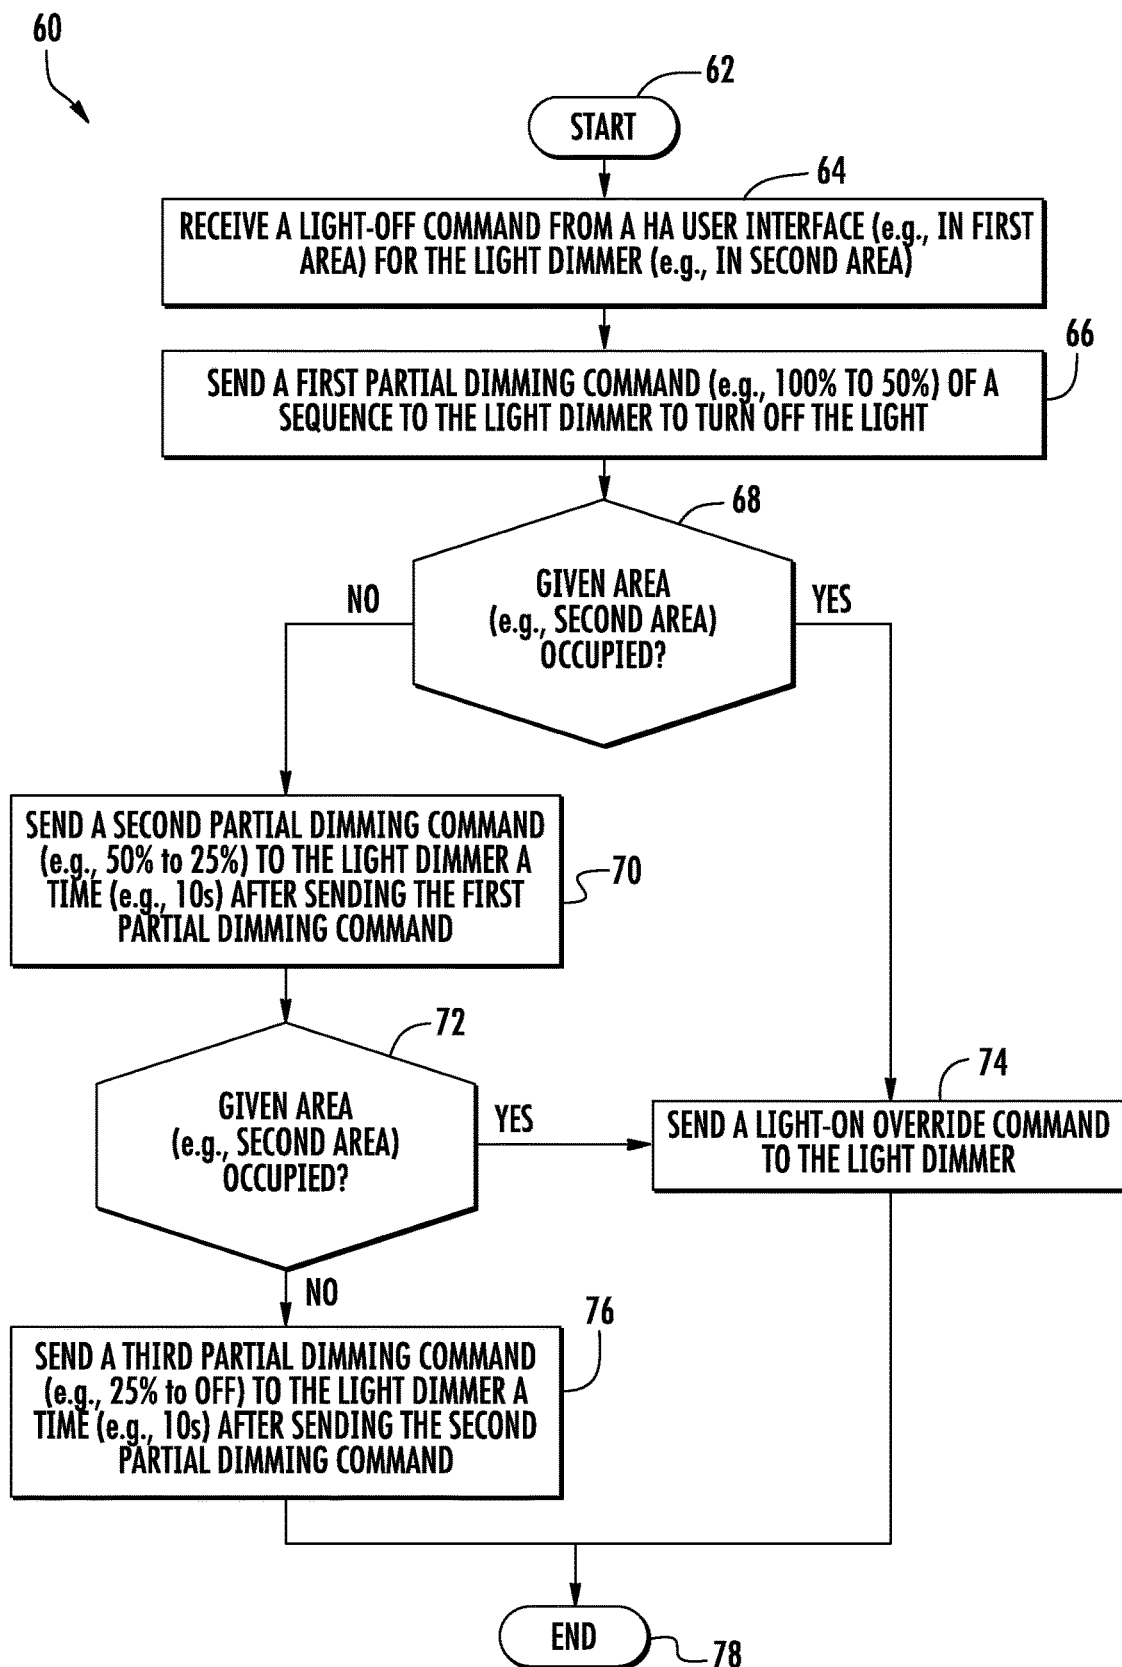 60
62
START
64
RECEIVE A LIGHT-OFF COMMAND FROM A HA USER INTERFACE (e.g., IN FIRST
AREA) FOR THE LIGHT DIMMER (e.g., IN SECOND AREA)
66
SEND A FIRST PARTIAL DIMMING COMMAND (e.g., 100% TO 50%) OF A
SEQUENCE TO THE LIGHT DIMMER TO TURN OFF THE LIGHT
68
NO
YES
GIVEN AREA
(e.g., SECOND AREA)
OCCUPIED?
SEND A SECOND PARTIAL DIMMING COMMAND
(e.g., 50% to 25%) TO THE LIGHT DIMMER A
TIME (e.g., 10s) AFTER SENDING THE FIRST
PARTIAL DIMMING COMMAND
70
72
GIVEN AREA
(e.g., SECOND AREA)
OCCUPIED?
YES
74
SEND A LIGHT-ON OVERRIDE COMMAND
TO THE LIGHT DIMMER
NO
76
SEND A THIRD PARTIAL DIMMING COMMAND
(e.g., 25% to OFF) TO THE LIGHT DIMMER A
TIME (e.g., 10s) AFTER SENDING THE SECOND
PARTIAL DIMMING COMMAND
END
78